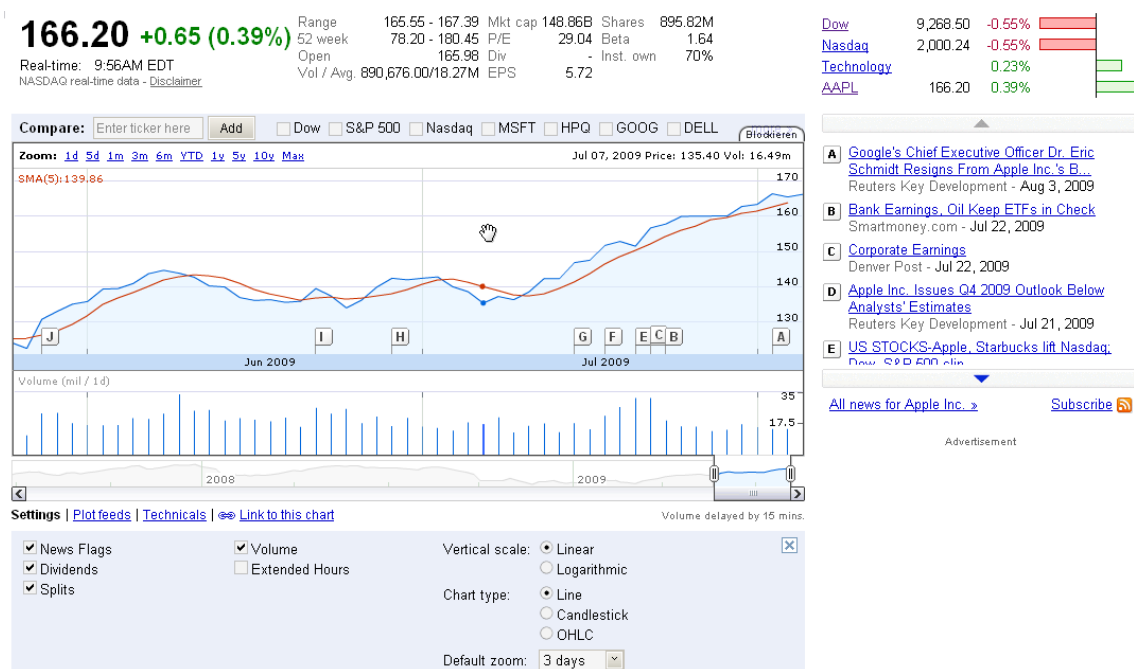 166.20 +0.65 (0.39%)
Real-time: 9:56AM EDT
NASDAQ real-time data - Disclaimer
Range 165.55 - 167.39 Mkt cap 148.86B Shares 895.82M
52 week 78.20 - 180.45 P/E 29.04 Beta 1.64
Open 165.98 Div - Inst. own 70%
Vol / Avg. 890,676.00/18.27M EPS 5.72
Dow 9,268.50 -0.55%
Nasdaq 2,000.24 -0.55%
Technology 0.23%
AAPL 166.20 0.39%
Compare: Enter ticker here Add Dow S&P 500 Nasdaq MSFT HPQ GOOG DELL
Blockieren
Zoom: 1d 5d 1m 3m 6m YTD 1y 5y 10y Max Jul 07, 2009 Price: 135.40 Vol: 16.49m
SMA(5):139.86
170
160
150
140
130
J I H G F E C B A
Jun 2009 Jul 2009
Volume (mil / 1d)
35
17.5
2008 2009
Settings | Plot feeds | Technicals | Link to this chart Volume delayed by 15 mins.
News Flags
Dividends
Splits
Volume
Extended Hours
Vertical scale: Linear
Logarithmic
Chart type: Line
Candlestick
OHLC
Default zoom: 3 days
A Google's Chief Executive Officer Dr. Eric
Schmidt Resigns From Apple Inc.'s B...
Reuters Key Development - Aug 3, 2009
B Bank Earnings, Oil Keep ETFs in Check
Smartmoney.com - Jul 22, 2009
C Corporate Earnings
Denver Post - Jul 22, 2009
D Apple Inc. Issues Q4 2009 Outlook Below
Analysts' Estimates
Reuters Key Development - Jul 21, 2009
E US STOCKS-Apple, Starbucks lift Nasdaq;
Dow, S&P 500 slip
All news for Apple Inc. » Subscribe
Advertisement